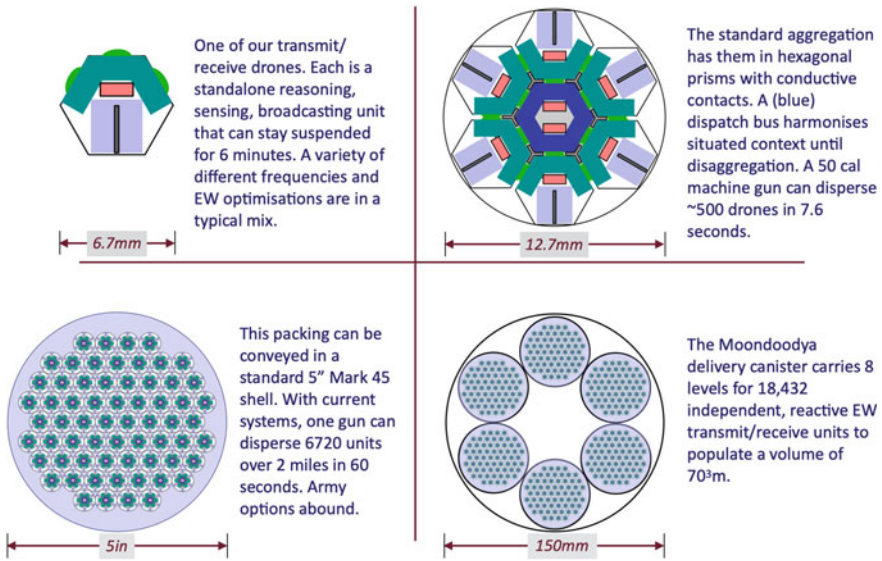 One of our transmit/
receive drones. Each is a
standalone reasoning,
sensing, broadcasting unit
that can stay suspended
for 6 minutes. A variety of
different frequencies and
EW optimisations are in a
typical mix.
6.7mm
The standard aggregation
has them in hexagonal
prisms with conductive
contacts. A (blue)
dispatch bus harmonises
situated context until
disaggregation. A 50 cal
machine gun can disperse
~500 drones in 7.6
seconds.
12.7mm
This packing can be
conveyed in a
standard 5” Mark 45
shell. With current
systems, one gun can
disperse 6720 units
over 2 miles in 60
seconds. Army
options abound.
5in
The Moondoodya
delivery canister carries 8
levels for 18,432
independent, reactive EW
transmit/receive units to
populate a volume of
70³m.
150mm